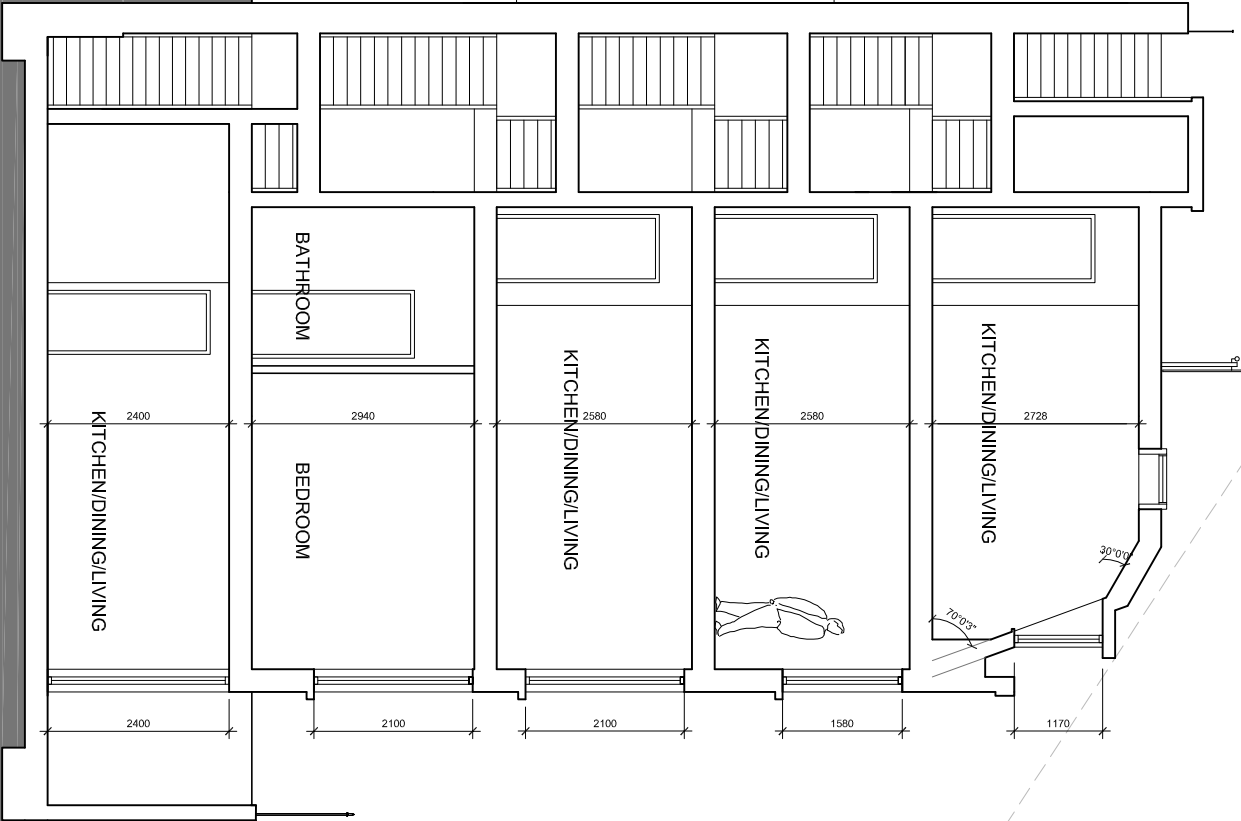 BATHROOM
KITCHEN/DINING/LIVING
BEDROOM
KITCHEN/DINING/LIVING
KITCHEN/DINING/LIVING
KITCHEN/DINING/LIVING
2400
2940
2580
2580
2728
30°0'0"
70°0'3"
2400
2100
2100
1580
1170